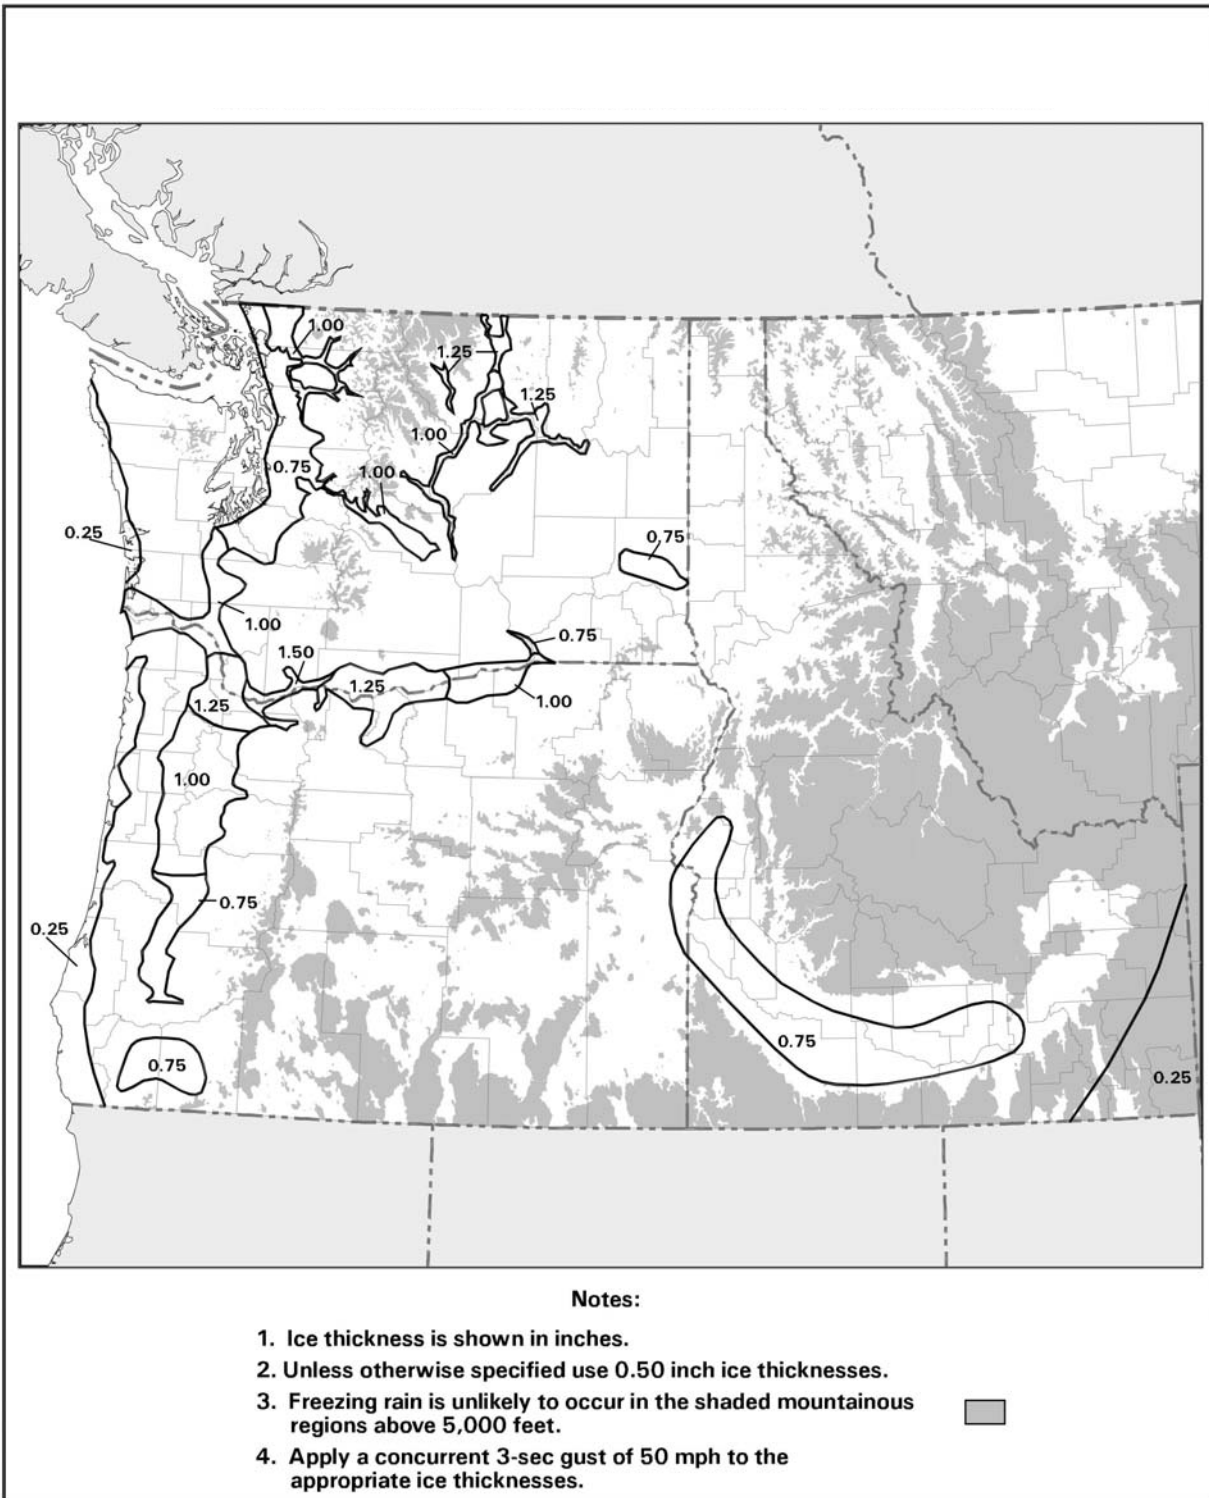 1.00
1.25
1.25
1.00
0.75
1.00
0.25
0.75
1.00
0.75
1.50
1.25
1.00
1.25
1.00
0.75
0.25
0.75
0.75
0.25
Notes:
1. Ice thickness is shown in inches.
2. Unless otherwise specified use 0.50 inch ice thicknesses.
3. Freezing rain is unlikely to occur in the shaded mountainous
regions above 5,000 feet.
4. Apply a concurrent 3-sec gust of 50 mph to the
appropriate ice thicknesses.